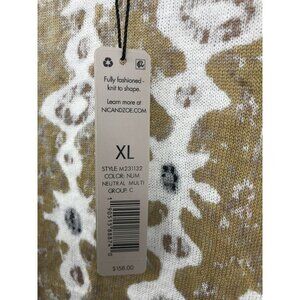 Fully fashioned -
knit to shape.
Learn more at
NICANDZOE.COM
XL
STYLE M231132
COLOR: NUM
NEUTRAL MULTI
GROUP: C
$158.00